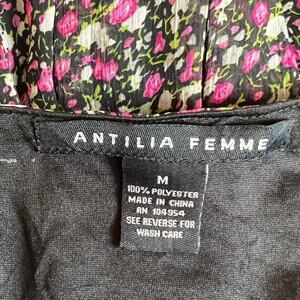 ANTILIA FEMME
M
100% POLYESTER
MADE IN CHINA
RN 104954
SEE REVERSE FOR
WASH CARE